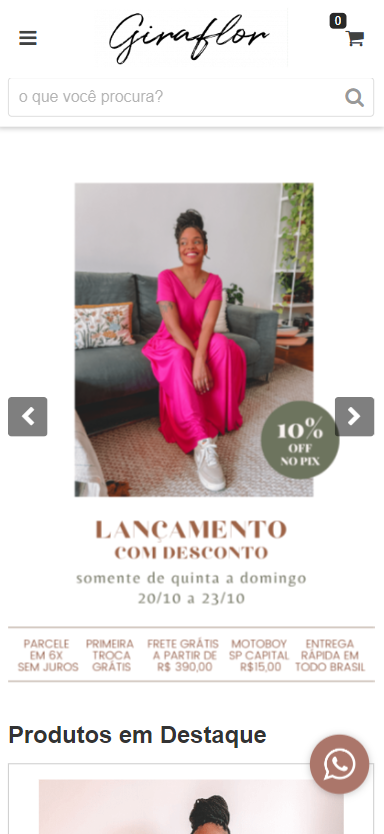 Giraflor
0
o que você procura?
10%
OFF
NO PIX
LANÇAMENTO
COM DESCONTO
somente de quinta a domingo
20/10 a 23/10
PARCELE
EM 6X
SEM JUROS
PRIMEIRA
TROCA
GRÁTIS
FRETE GRÁTIS
A PARTIR DE
R$ 390,00
MOTOBOY
SP CAPITAL
R$15,00
ENTREGA
RÁPIDA EM
TODO BRASIL
Produtos em Destaque